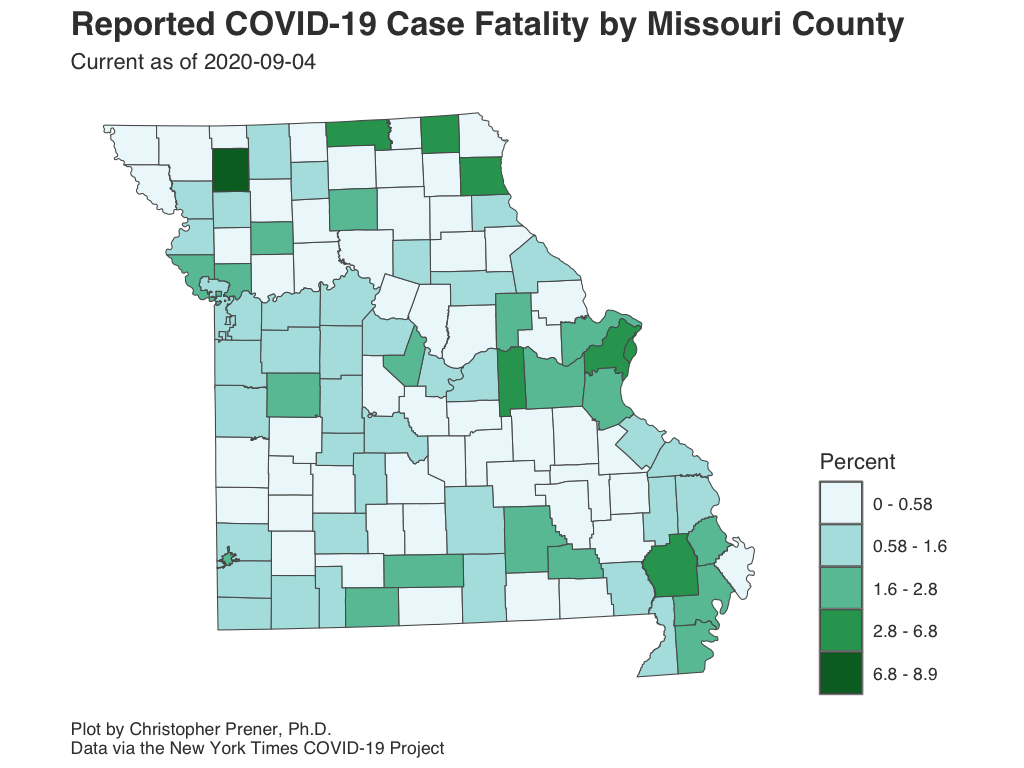 Reported COVID-19 Case Fatality by Missouri County
Current as of 2020-09-04
Percent
0 - 0.58
0.58 - 1.6
1.6 - 2.8
2.8 - 6.8
6.8 - 8.9
Plot by Christopher Prener, Ph.D.
Data via the New York Times COVID-19 Project